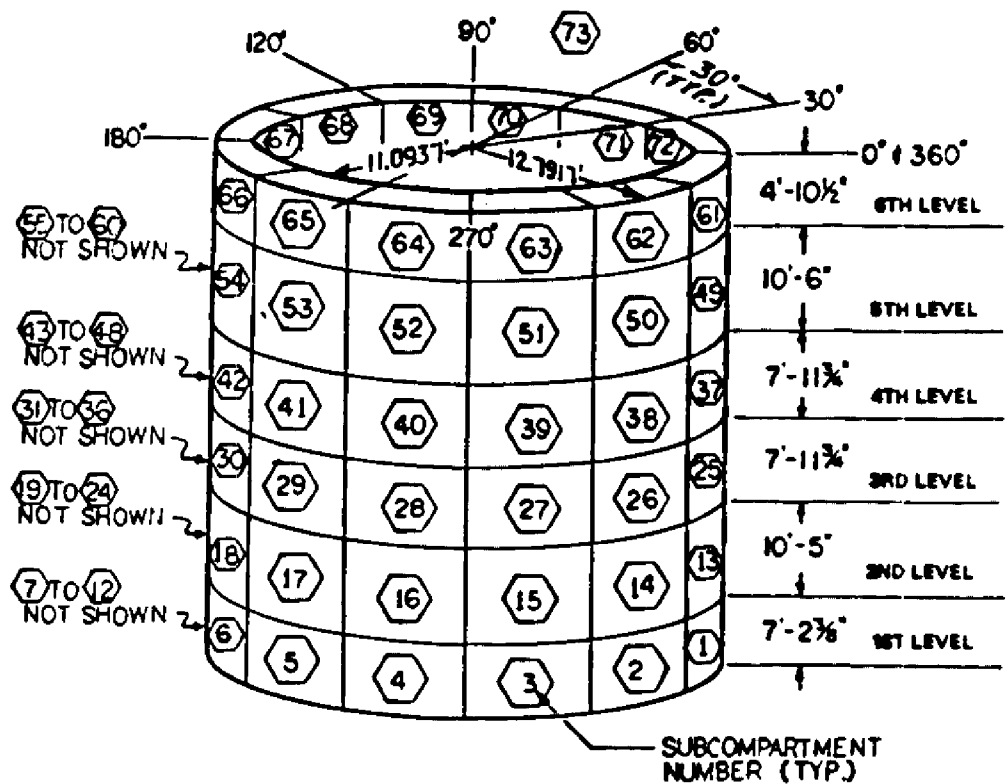 90°
73
120°
60°
30°
(TYP.)
30°
67 68 69 70 71 72
180°
11.0937'
12.7917'
0° ¢ 360°
4'-10½"
6TH LEVEL
66 65 64 270° 63 62 61
55 TO 60
NOT SHOWN
54 53 52 51 50 49
10'-6"
5TH LEVEL
43 TO 48
NOT SHOWN
42 41 40 39 38 37
7'-11¾"
4TH LEVEL
31 TO 36
NOT SHOWN
30 29 28 27 26 25
7'-11¾"
3RD LEVEL
19 TO 24
NOT SHOWN
18 17 16 15 14 13
10'-5"
2ND LEVEL
7 TO 12
NOT SHOWN
6 5 4 3 2 1
7'-2⅜"
1ST LEVEL
SUBCOMPARTMENT
NUMBER (TYP.)